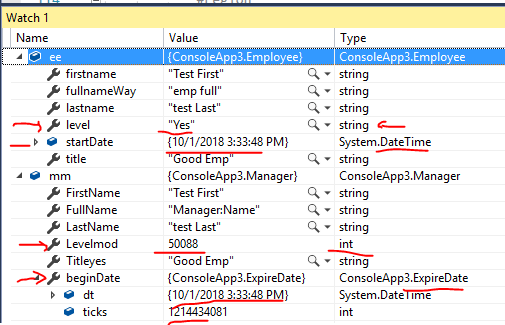 Watch 1
Name Value Type
ee {ConsoleApp3.Employee} ConsoleApp3.Employee
firstname "Test First" string
fullnameWay "emp full" string
lastname "test Last" string
level "Yes" string
startDate {10/1/2018 3:33:48 PM} System.DateTime
title "Good Emp" string
mm {ConsoleApp3.Manager} ConsoleApp3.Manager
FirstName "Test First" string
FullName "Manager:Name" string
LastName "test Last" string
Levelmod 50088 int
Titleyes "Good Emp" string
beginDate {ConsoleApp3.ExpireDate} ConsoleApp3.ExpireDate
dt {10/1/2018 3:33:48 PM} System.DateTime
ticks 1214434081 int